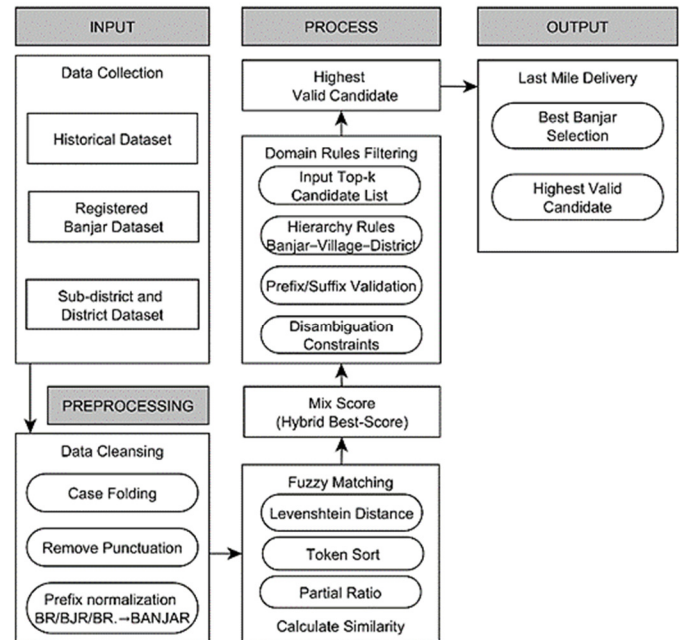 INPUT
Data Collection
Historical Dataset
Registered
Banjar Dataset
Sub-district and
District Dataset
PREPROCESSING
Data Cleansing
Case Folding
Remove Punctuation
Prefix normalization
BR/BJR/BR.→BANJAR
PROCESS
Highest
Valid Candidate
Domain Rules Filtering
Input Top-k
Candidate List
Hierarchy Rules
Banjar–Village–District
Prefix/Suffix Validation
Disambiguation
Constraints
Mix Score
(Hybrid Best-Score)
Fuzzy Matching
Levenshtein Distance
Token Sort
Partial Ratio
Calculate Similarity
OUTPUT
Last Mile Delivery
Best Banjar
Selection
Highest Valid
Candidate